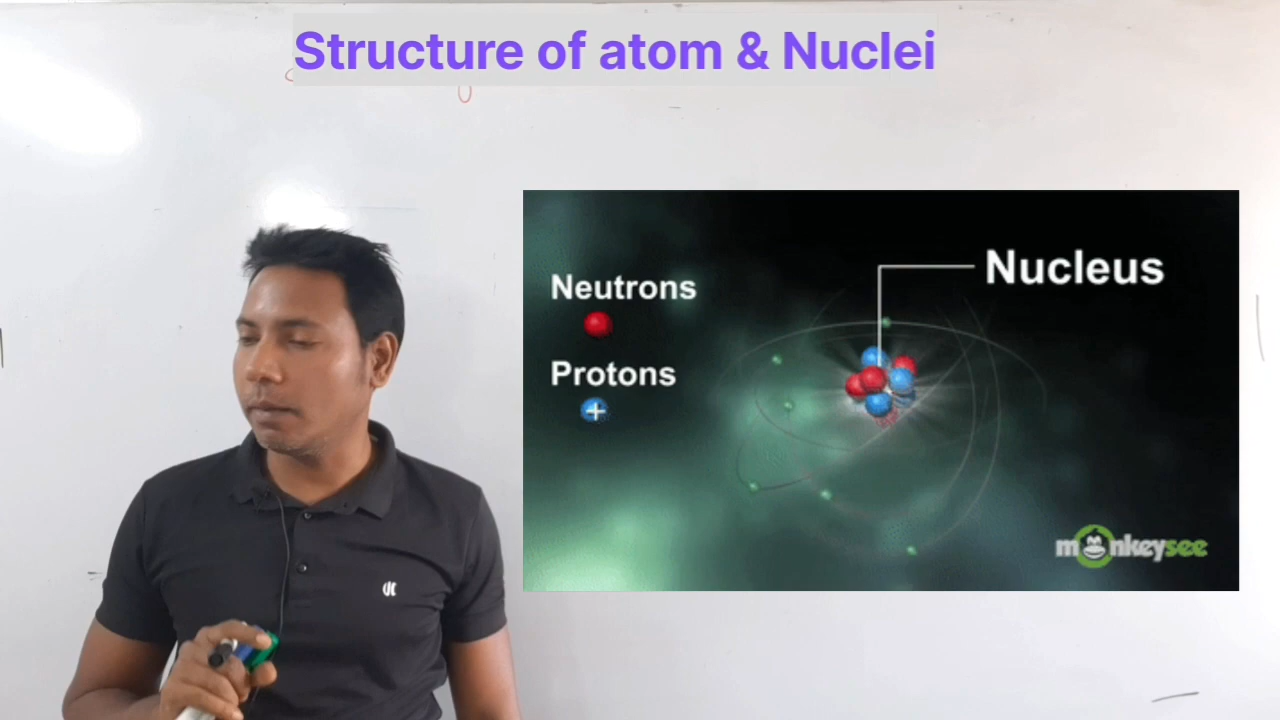 Structure of atom & Nuclei
Neutrons
Nucleus
Protons
+
monkeysee